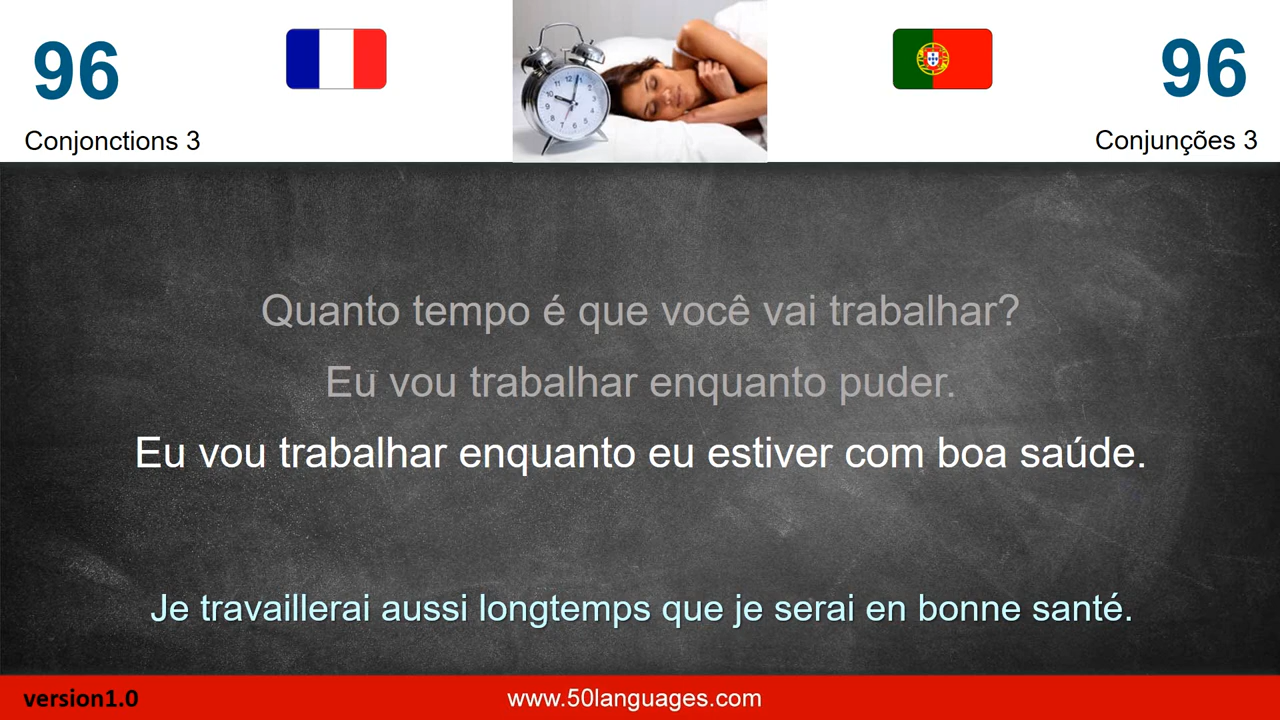 96
96
Conjonctions 3
Conjunções 3
Quanto tempo é que você vai trabalhar?
Eu vou trabalhar enquanto puder.
Eu vou trabalhar enquanto eu estiver com boa saúde.
Je travaillerai aussi longtemps que je serai en bonne santé.
version1.0
www.50languages.com